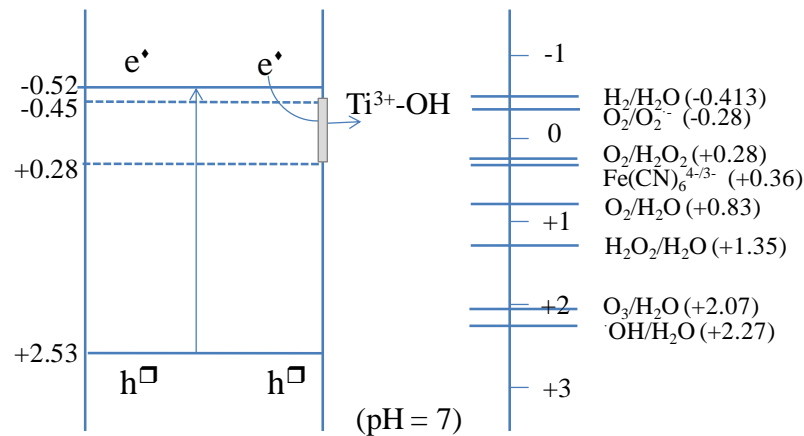 e♦ e♦
-0.52
-0.45
+0.28
+2.53
h❒ h❒
Ti³⁺-OH
(pH = 7)
-1
0
+1
+2
+3
H₂/H₂O (-0.413)
O₂/O₂˙⁻ (-0.28)
O₂/H₂O₂ (+0.28)
Fe(CN)₆⁴⁻/³⁻ (+0.36)
O₂/H₂O (+0.83)
H₂O₂/H₂O (+1.35)
O₃/H₂O (+2.07)
˙OH/H₂O (+2.27)